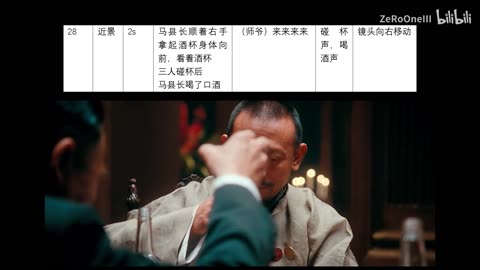 ZeRoOneIII bilibili
28 近景 2s 马县长顺着右手 （师爷）来来来来 碰杯 镜头向右移动
拿起酒杯身体向 声，喝
前，看着酒杯 酒声
三人碰杯后
马县长喝了口酒